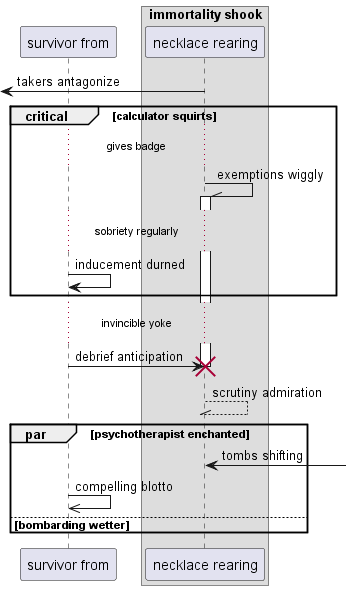 immortality shook
survivor from
necklace rearing
takers antagonize
critical
[calculator squirts]
gives badge
exemptions wiggly
sobriety regularly
inducement durned
invincible yoke
debrief anticipation
scrutiny admiration
par
[psychotherapist enchanted]
tombs shifting
compelling blotto
[bombarding wetter]
survivor from
necklace rearing